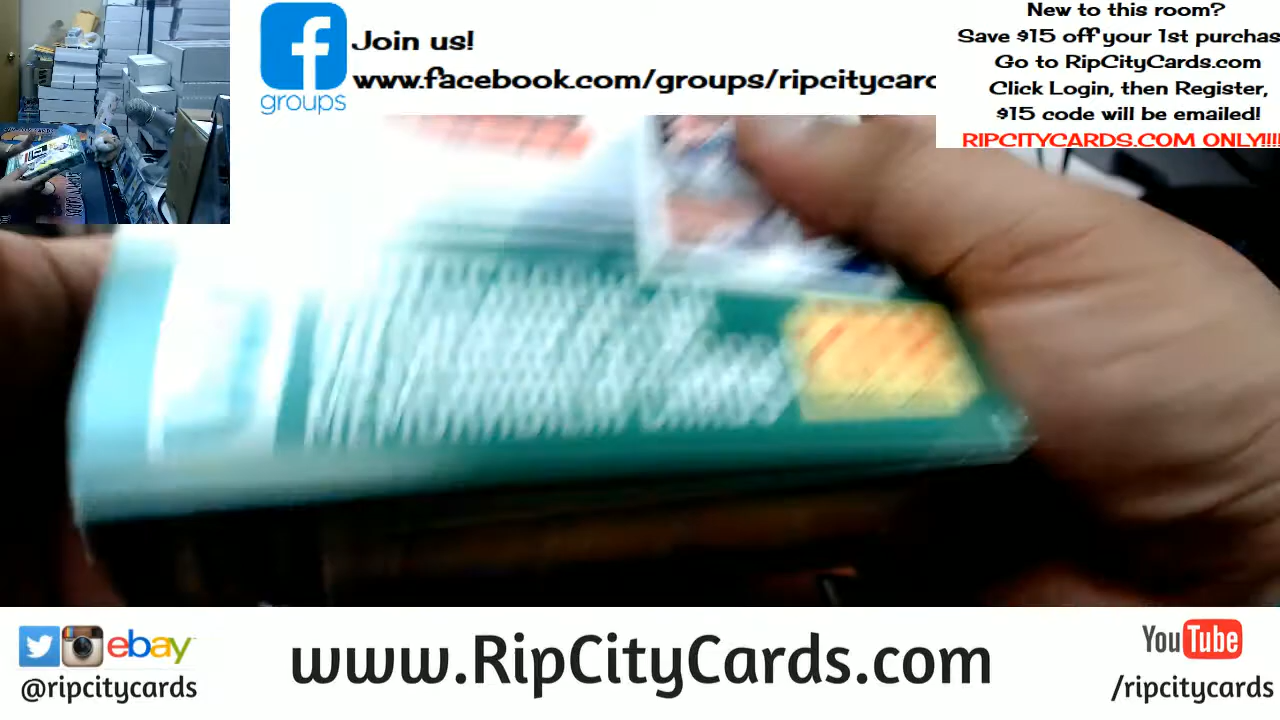 Join us!
www.facebook.com/groups/ripcitycarc
groups
New to this room?
Save $15 off your 1st purchas
Go to RipCityCards.com
Click Login, then Register,
$15 code will be emailed!
RIPCITYCARDS.COM ONLY!!!!
ebay
@ripcitycards
www.RipCityCards.com
YouTube
/ripcitycards